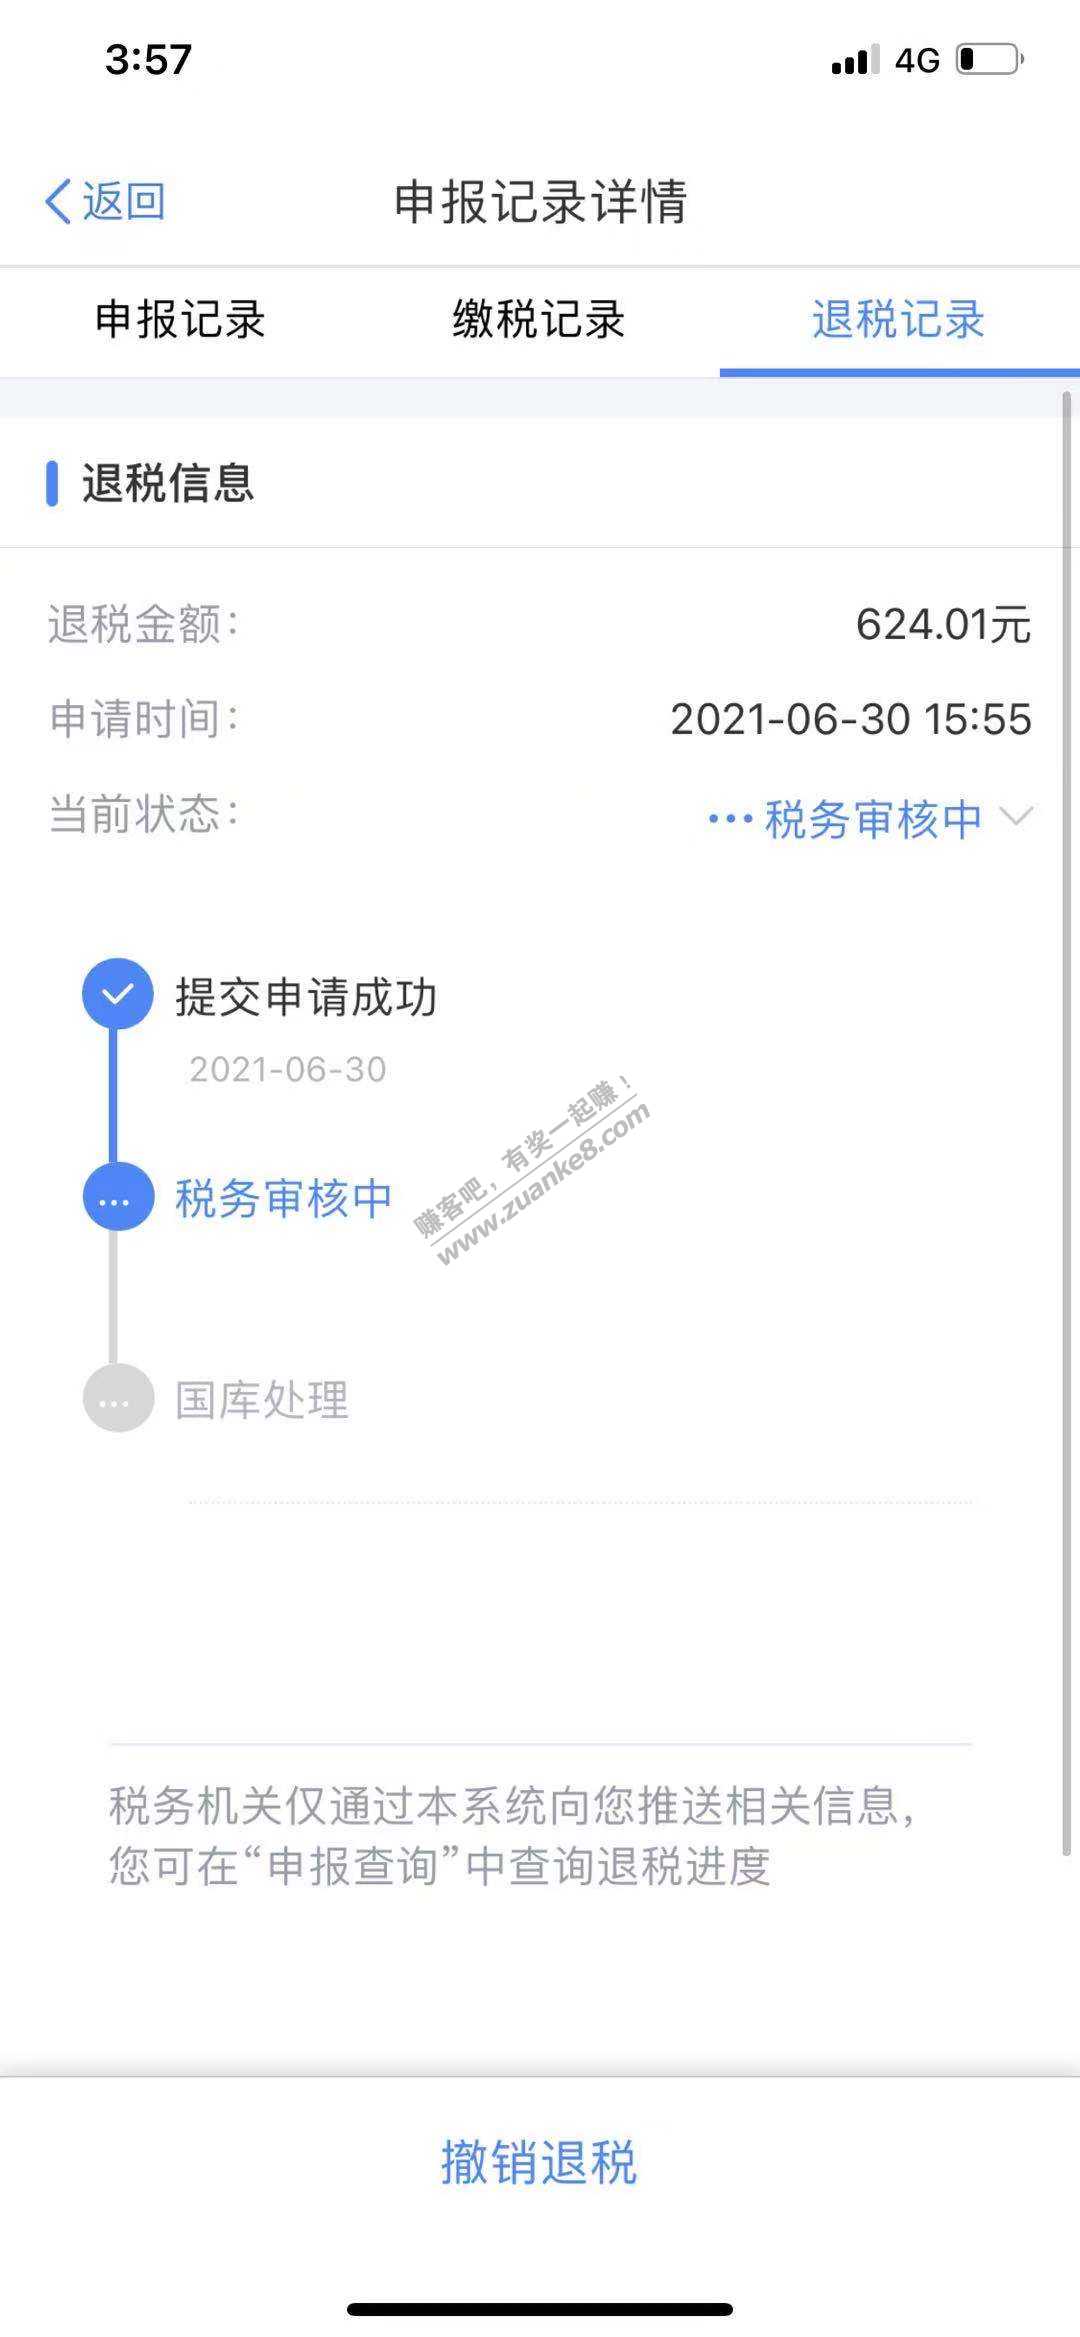 3:57
4G
返回
申报记录详情
申报记录
缴税记录
退税记录
退税信息
退税金额：
624.01元
申请时间：
2021-06-30 15:55
当前状态：
··· 税务审核中
提交申请成功
2021-06-30
税务审核中
赚客吧，有奖一起赚！
www.zuanke8.com
国库处理
税务机关仅通过本系统向您推送相关信息，
您可在“申报查询”中查询退税进度
撤销退税